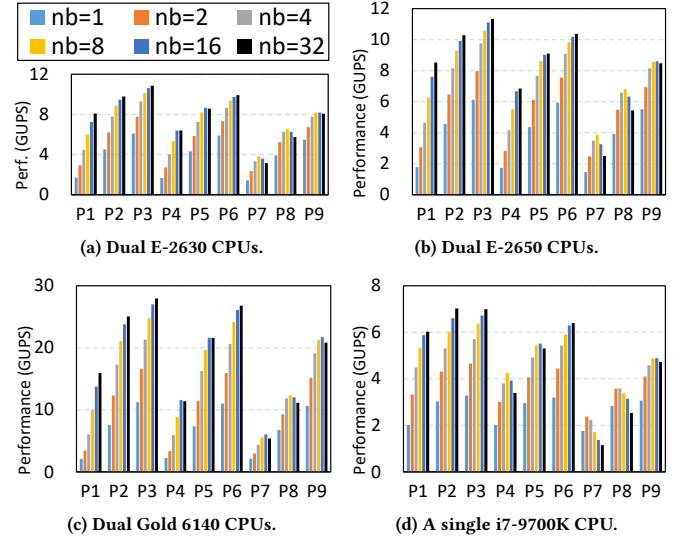 nb=1 nb=2 nb=4
nb=8 nb=16 nb=32
12
8
4
0
Perf. (GUPS)
P1 P2 P3 P4 P5 P6 P7 P8 P9
(a) Dual E-2630 CPUs.
12
10
8
6
4
2
0
Performance (GUPS)
P1 P2 P3 P4 P5 P6 P7 P8 P9
(b) Dual E-2650 CPUs.
30
20
10
0
Performance (GUPS)
P1 P2 P3 P4 P5 P6 P7 P8 P9
(c) Dual Gold 6140 CPUs.
8
6
4
2
0
Performance (GUPS)
P1 P2 P3 P4 P5 P6 P7 P8 P9
(d) A single i7-9700K CPU.